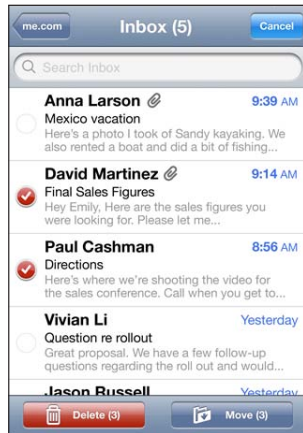 me.com
Inbox (5)
Cancel
Search Inbox
Anna Larson
9:39 AM
Mexico vacation
Here's a photo I took of Sandy kayaking. We
also rented a boat and did a bit of fishing...
David Martinez
9:14 AM
Final Sales Figures
Hey Emily, Here are the sales figures you
were looking for. Please let me...
Paul Cashman
8:56 AM
Directions
Here's where we're shooting the video for
the sales conference. Call when you get to...
Vivian Li
Yesterday
Question re rollout
Great proposal. We have a few follow-up
questions regarding the roll out and would...
Jason Russell
Yesterday
Delete (3)
Move (3)